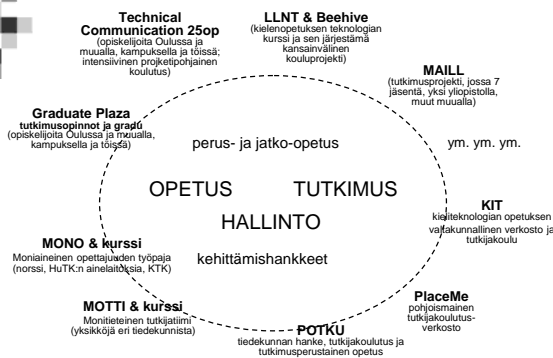 Technical
Communication 25op
(opiskelijoita Oulussa ja
muualla, kampuksella ja töissä;
intensiivinen projketipohjainen
koulutus)
LLNT & Beehive
(kielenopetuksen teknologian
kurssi ja sen järjestämä
kansainvälinen
kouluprojekti)
MAILL
(tutkimusprojekti, jossa 7
jäsentä, yksi yliopistolla,
muut muualla)
Graduate Plaza
tutkimusopinnot ja gradu
(opiskelijoita Oulussa ja muualla,
kampuksella ja töissä)
perus- ja jatko-opetus
ym. ym. ym.
OPETUS TUTKIMUS
HALLINTO
KIT
kieliteknologian opetuksen
valtakunnallinen verkosto ja
tutkijakoulu
MONO & kurssi
Moniaineinen opettajuuden työpaja
(norssi, HuTK:n ainelaitoksia, KTK)
kehittämishankkeet
MOTTI & kurssi
Monitieteinen tutkijatiimi
(yksikköjä eri tiedekunnista)
PlaceMe
pohjoismainen
tutkijakoulutus-
verkosto
POTKU
tiedekunnan hanke, tutkijakoulutus ja
tutkimusperustainen opetus